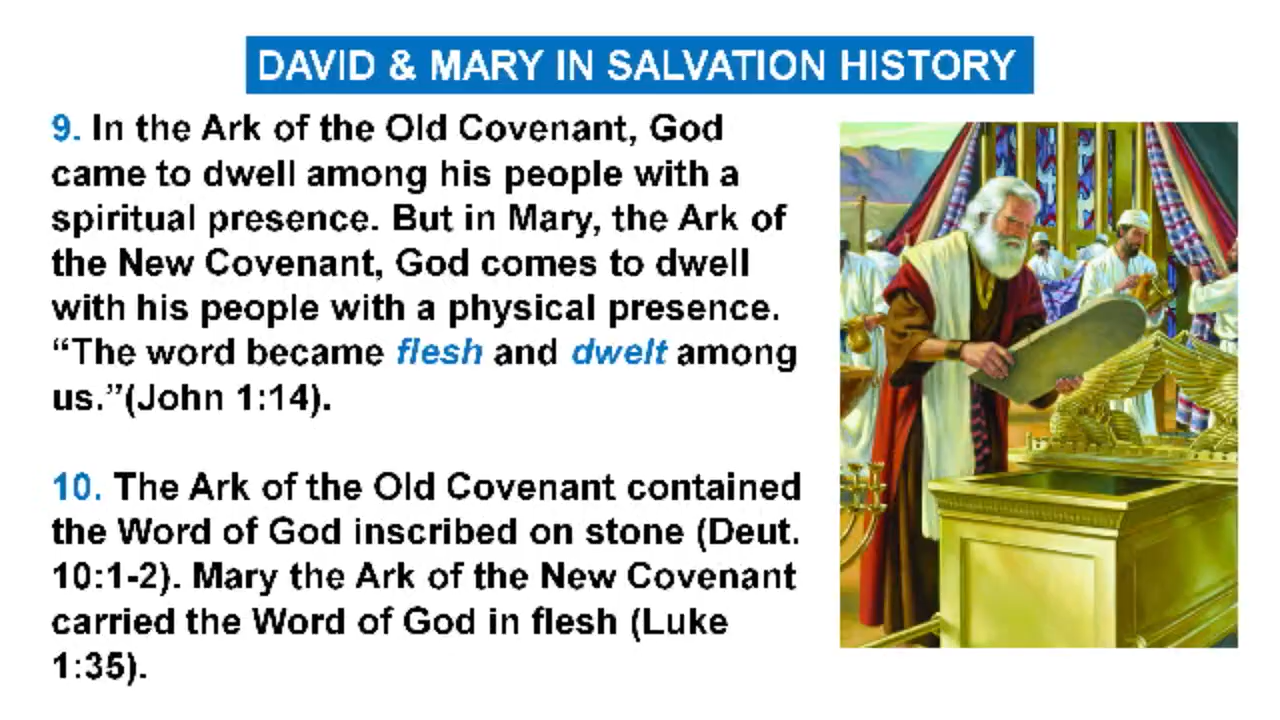 DAVID & MARY IN SALVATION HISTORY
9. In the Ark of the Old Covenant, God
came to dwell among his people with a
spiritual presence. But in Mary, the Ark of
the New Covenant, God comes to dwell
with his people with a physical presence.
“The word became flesh and dwelt among
us.”(John 1:14).
10. The Ark of the Old Covenant contained
the Word of God inscribed on stone (Deut.
10:1-2). Mary the Ark of the New Covenant
carried the Word of God in flesh (Luke
1:35).